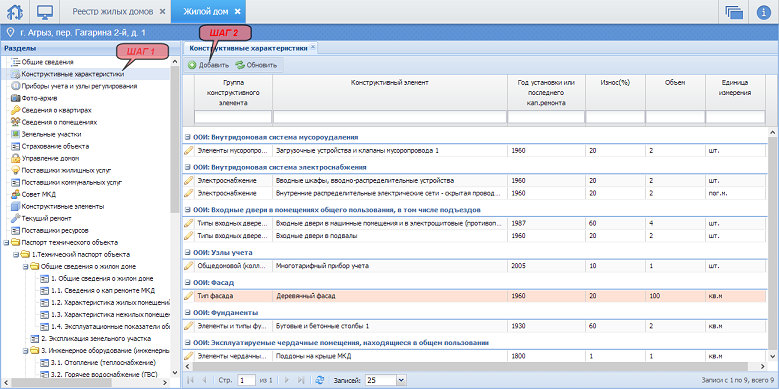 Реестр жилых домов
Жилой дом
г. Агрыз, пер. Гагарина 2-й, д. 1
ШАГ 1
ШАГ 2
Разделы
Общие сведения
Конструктивные характеристики
Приборы учета и узлы регулирования
Фото-архив
Сведения о квартирах
Сведения о помещениях
Земельные участки
Страхование объекта
Управление домом
Поставщики жилищных услуг
Поставщики коммунальных услуг
Совет МКД
Конструктивные элементы
Текущий ремонт
Поставщики ресурсов
Паспорт технического объекта
1.Технический паспорт объекта
Общие сведения о жилом доме
1. Общие сведения о жилом доме
1.1. Сведения о кап ремонте МКД
1.2. Характеристика жилых помещений
1.3. Характеристика нежилых помещен
1.4. Эксплуатационные показатели об
2. Экспликация земельного участка
3. Инженерное оборудование (инженерны
3.1. Отопление (теплоснабжение)
3.2. Горячее водоснабжение (ГВС)
Конструктивные характеристики
Добавить Обновить
Группа конструктивного элемента
Конструктивный элемент
Год установки или последнего кап.ремонта
Износ(%)
Объем
Единица измерения
ООИ: Внутридомовая система мусороудаления
Элементы мусоропро... Загрузочные устройства и клапаны мусоропровода 1 1960 20 2 шт.
ООИ: Внутридомовая система электроснабжения
Электроснабжение Вводные шкафы, вводно-распределительные устройства 1960 20 2 шт.
Электроснабжение Внутренние распределительные электрические сети - скрытая провод... 1960 20 2 пог.м.
ООИ: Входные двери в помещениях общего пользования, в том числе подъездов
Типы входных двере... Входные двери в машинные помещения и в электрощитовые (противоп... 1987 60 4 шт.
Типы входных двере... Входные двери в подвалы 1960 20 2 шт.
ООИ: Узлы учета
Общедомовой (колл... Многотарифный прибор учета 2005 10 1 шт.
ООИ: Фасад
Тип фасада Деревянный фасад 1960 20 100 кв.м
ООИ: Фундаменты
Элементы и типы фу... Бутовые и бетонные столбы 1 1930 60 2 кв.м
ООИ: Эксплуатируемые чердачные помещения, находящиеся в общем пользовании
Элементы чердачны... Поддоны на крыше МКД 1800 1 1 кв.м
Стр. 1 из 1 Записей: 25
Записи с 1 по 9, всего 9